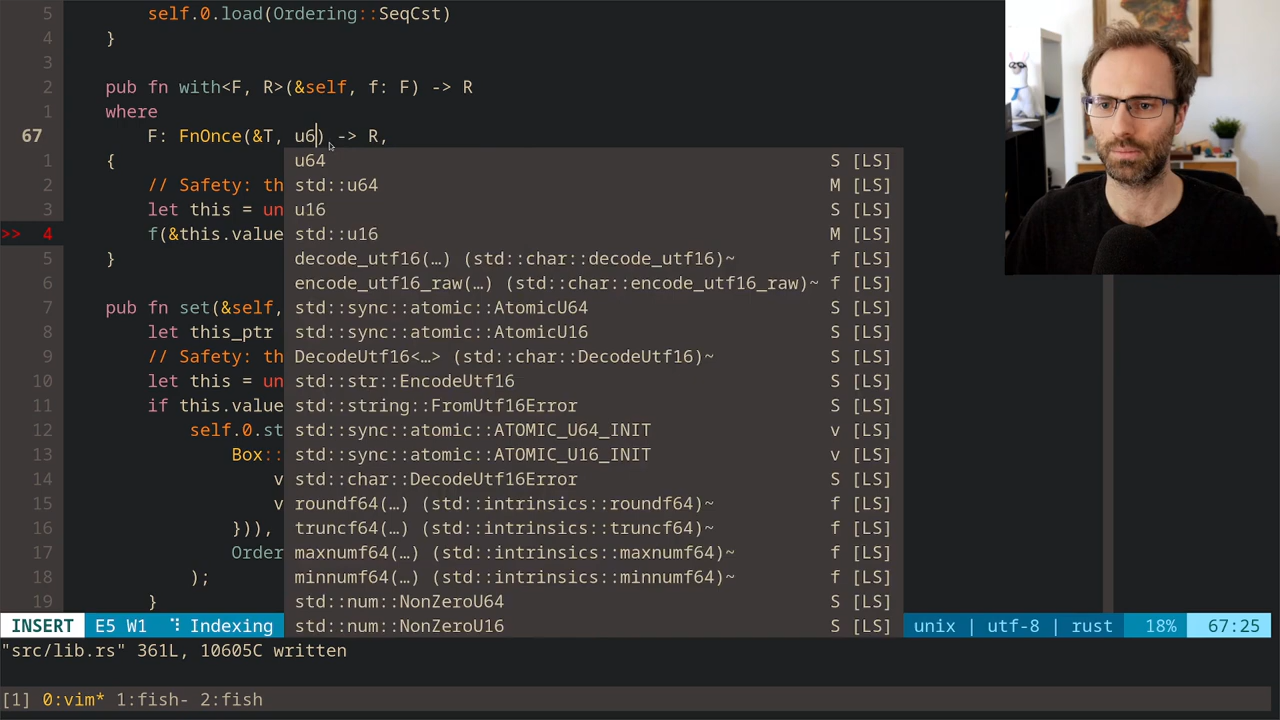 5 self.0.load(Ordering::SeqCst)
4 }
3
2 pub fn with<F, R>(&self, f: F) -> R
1 where
67 F: FnOnce(&T, u6) -> R,
1 {
2 // Safety: th
3 let this = un
>> 4 f(&this.value
5 }
6
7 pub fn set(&self,
8 let this_ptr
9 // Safety: th
10 let this = un
11 if this.value
12 self.0.st
13 Box::
14 v
15 v
16 })),
17 Order
18 );
19 }
u64 S [LS]
std::u64 M [LS]
u16 S [LS]
std::u16 M [LS]
decode_utf16(…) (std::char::decode_utf16)~ f [LS]
encode_utf16_raw(…) (std::char::encode_utf16_raw)~ f [LS]
std::sync::atomic::AtomicU64 S [LS]
std::sync::atomic::AtomicU16 S [LS]
DecodeUtf16<…> (std::char::DecodeUtf16)~ S [LS]
std::str::EncodeUtf16 S [LS]
std::string::FromUtf16Error S [LS]
std::sync::atomic::ATOMIC_U64_INIT v [LS]
std::sync::atomic::ATOMIC_U16_INIT v [LS]
std::char::DecodeUtf16Error S [LS]
roundf64(…) (std::intrinsics::roundf64)~ f [LS]
truncf64(…) (std::intrinsics::truncf64)~ f [LS]
maxnumf64(…) (std::intrinsics::maxnumf64)~ f [LS]
minnumf64(…) (std::intrinsics::minnumf64)~ f [LS]
std::num::NonZeroU64 S [LS]
std::num::NonZeroU16 S [LS]
INSERT E5 W1 ⠹ Indexing unix | utf-8 | rust 18% 67:25
"src/lib.rs" 361L, 10605C written
[1] 0:vim* 1:fish- 2:fish